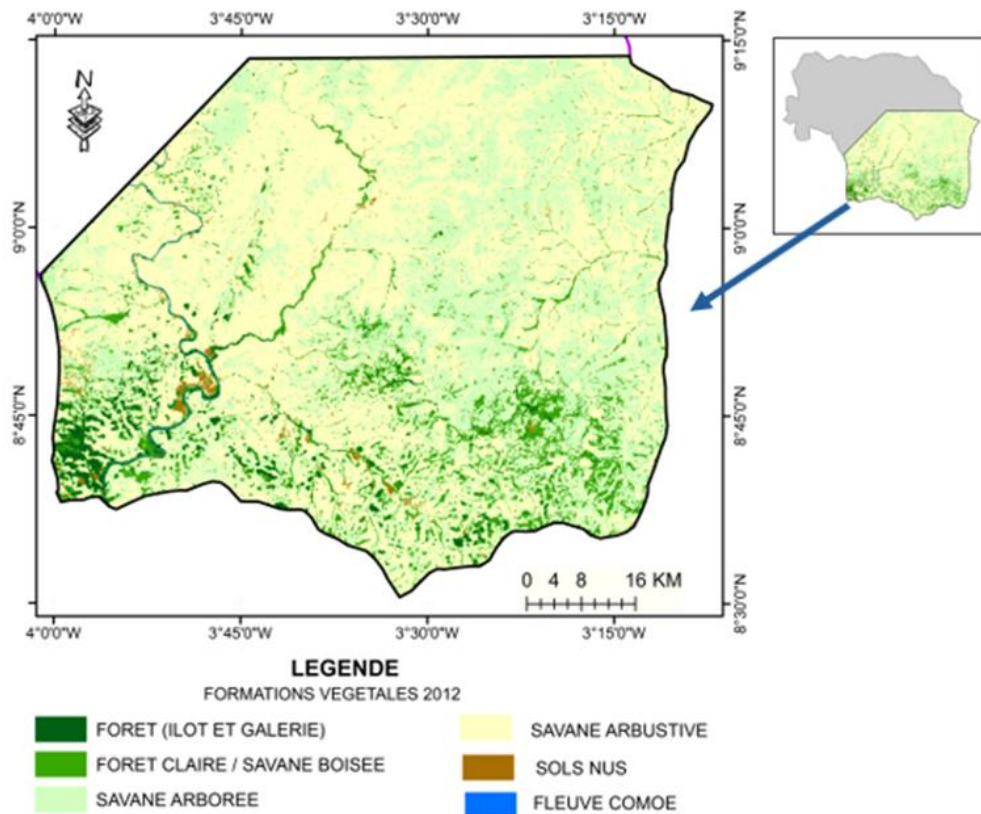 4°0'0"W 3°45'0"W 3°30'0"W 3°15'0"W
9°15'0"N
N
9°0'0"N 9°0'0"N
8°45'0"N 8°45'0"N
0 4 8 16 KM
8°30'0"N
4°0'0"W 3°45'0"W 3°30'0"W 3°15'0"W
LEGENDE
FORMATIONS VEGETALES 2012
FORET (ILOT ET GALERIE)
SAVANE ARBUSTIVE
FORET CLAIRE / SAVANE BOISEE
SOLS NUS
SAVANE ARBOREE
FLEUVE COMOE